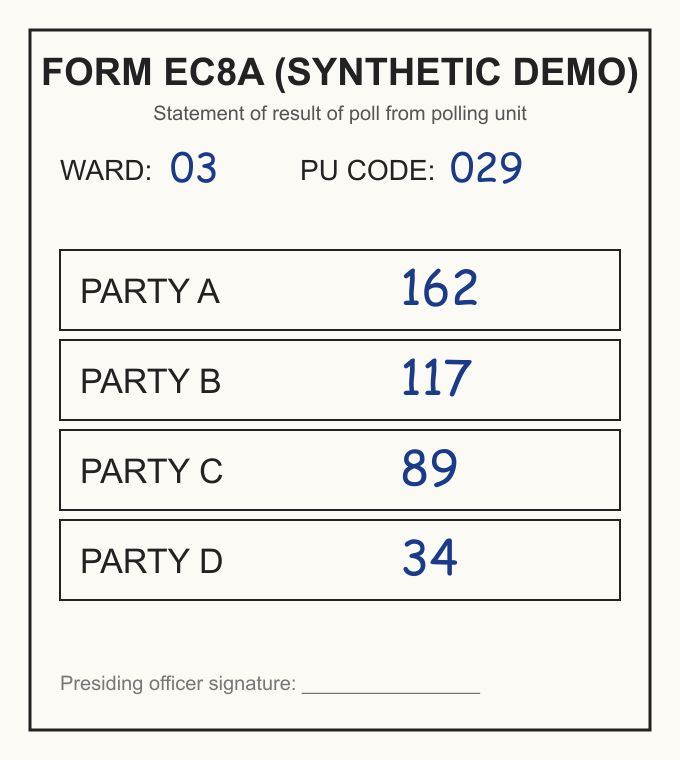 FORM EC8A (SYNTHETIC DEMO)
Statement of result of poll from polling unit
WARD: 03 PU CODE: 029
PARTY A 162
PARTY B 117
PARTY C 89
PARTY D 34
Presiding officer signature: ________________